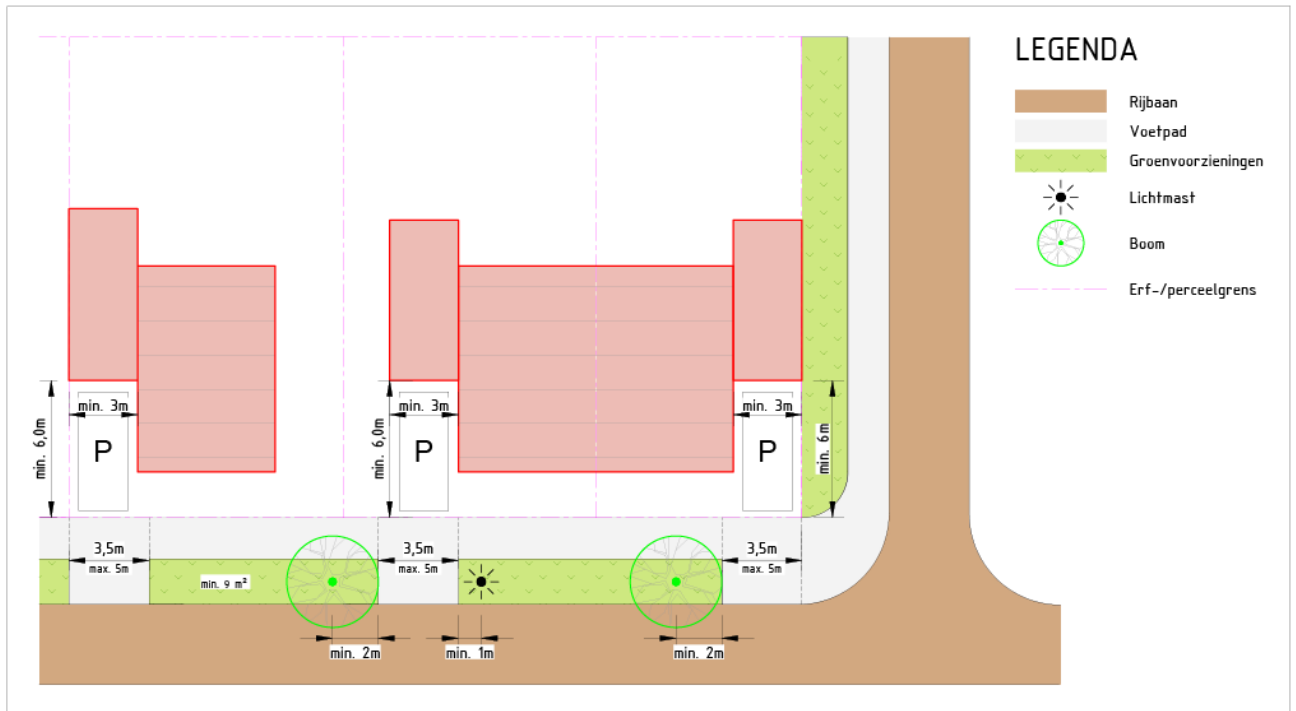 LEGENDA
Rijbaan
Voetpad
Groenvoorzieningen
Lichtmast
Boom
Erf-/perceelgrens
min. 6,0m
min. 3m
P
min. 6,0m
min. 3m
P
min. 3m
P
min. 6m
3,5m
max. 5m
min. 9 m²
3,5m
max. 5m
3,5m
max. 5m
min. 2m
min. 1m
min. 2m